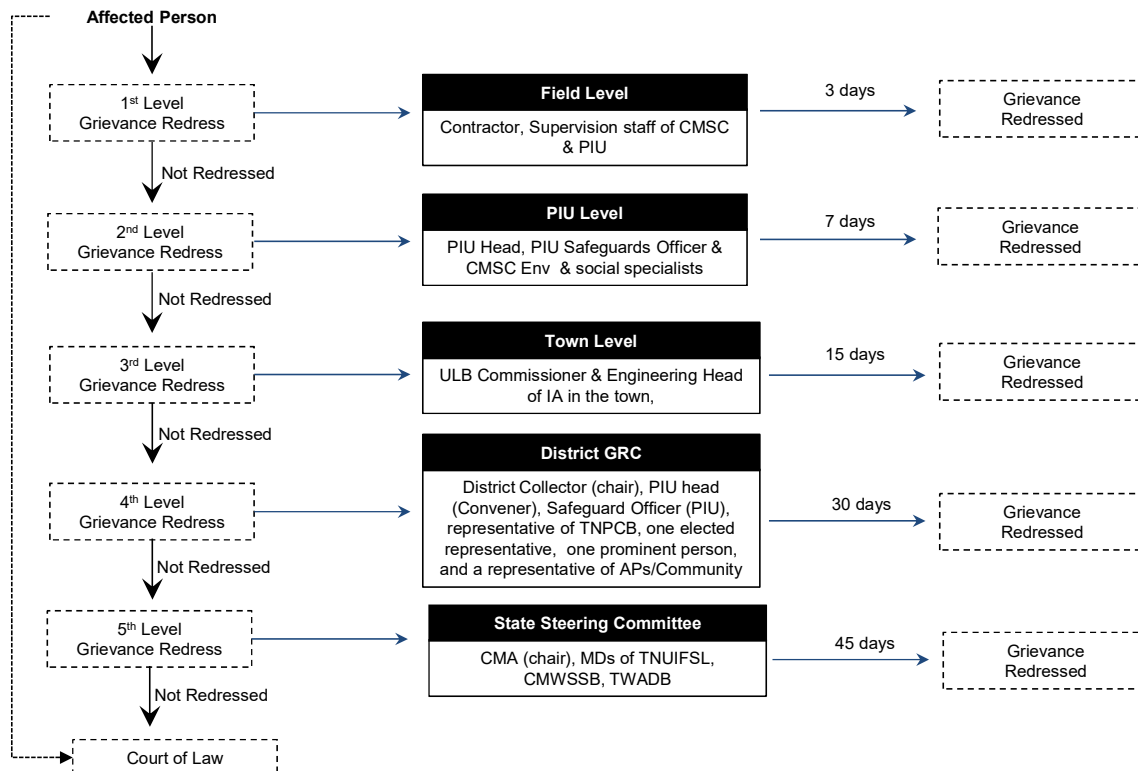 Affected Person
1st Level
Grievance Redress
Field Level
Contractor, Supervision staff of CMSC
& PIU
3 days
Grievance
Redressed
Not Redressed
2nd Level
Grievance Redress
PIU Level
PIU Head, PIU Safeguards Officer &
CMSC Env & social specialists
7 days
Grievance
Redressed
Not Redressed
3rd Level
Grievance Redress
Town Level
ULB Commissioner & Engineering Head
of IA in the town,
15 days
Grievance
Redressed
Not Redressed
4th Level
Grievance Redress
District GRC
District Collector (chair), PIU head
(Convener), Safeguard Officer (PIU),
representative of TNPCB, one elected
representative, one prominent person,
and a representative of APs/Community
30 days
Grievance
Redressed
Not Redressed
5th Level
Grievance Redress
State Steering Committee
CMA (chair), MDs of TNUIFSL,
CMWSSB, TWADB
45 days
Grievance
Redressed
Not Redressed
Court of Law